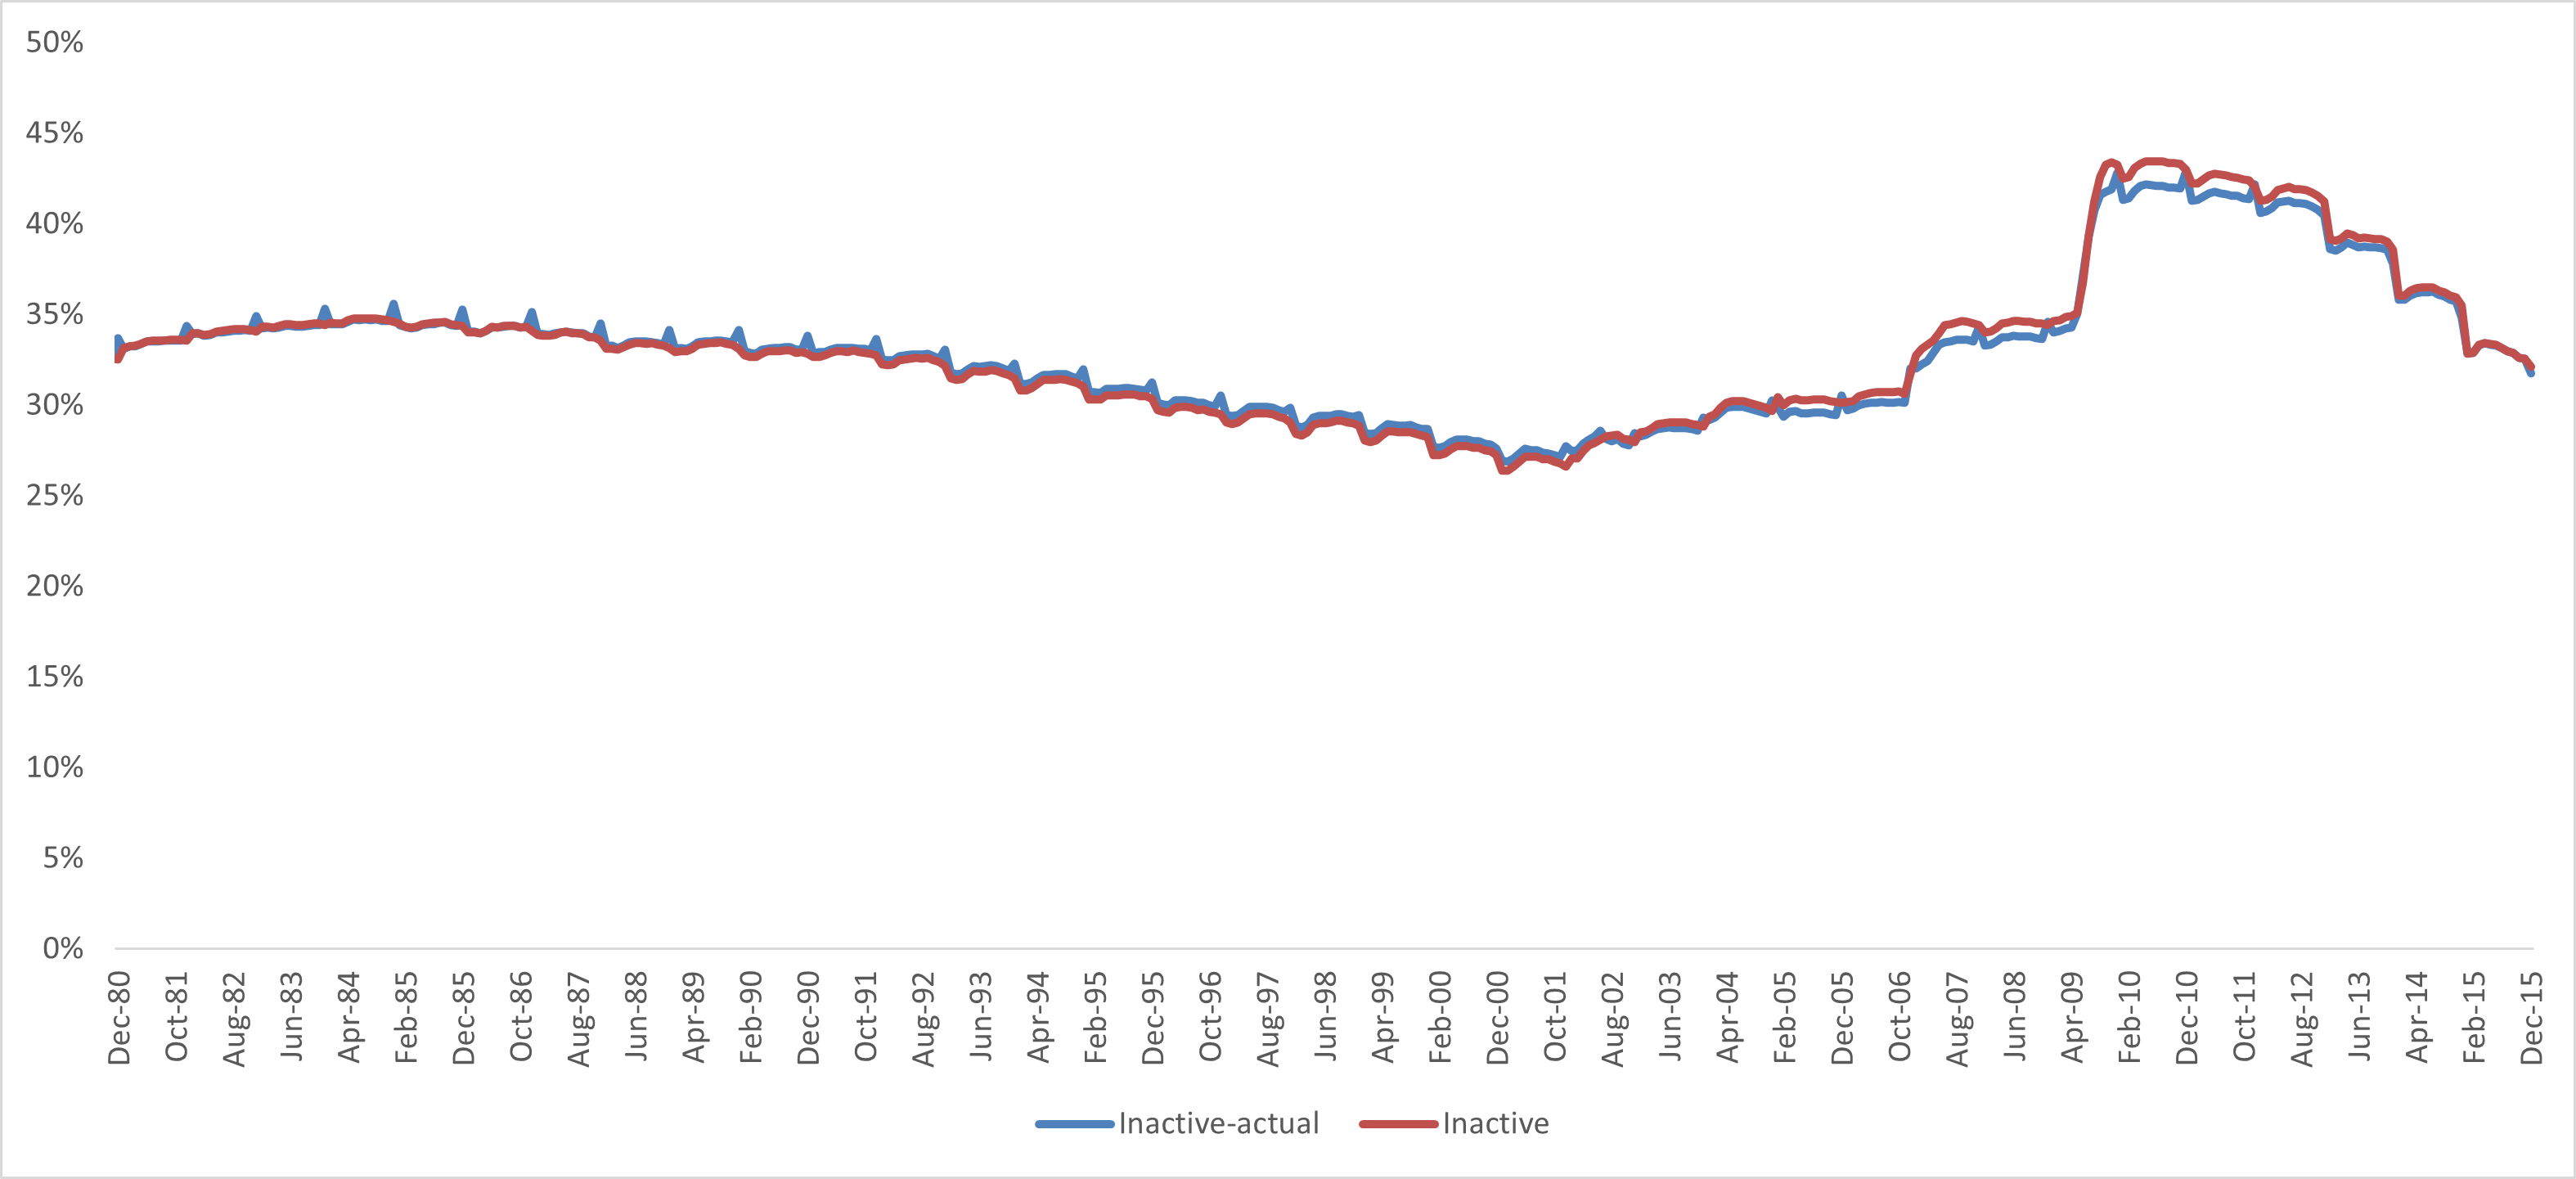 50%
45%
40%
35%
30%
25%
20%
15%
10%
5%
0%
Dec-80
Oct-81
Aug-82
Jun-83
Apr-84
Feb-85
Dec-85
Oct-86
Aug-87
Jun-88
Apr-89
Feb-90
Dec-90
Oct-91
Aug-92
Jun-93
Apr-94
Feb-95
Dec-95
Oct-96
Aug-97
Jun-98
Apr-99
Feb-00
Dec-00
Oct-01
Aug-02
Jun-03
Apr-04
Feb-05
Dec-05
Oct-06
Aug-07
Jun-08
Apr-09
Feb-10
Dec-10
Oct-11
Aug-12
Jun-13
Apr-14
Feb-15
Dec-15
Inactive-actual
Inactive